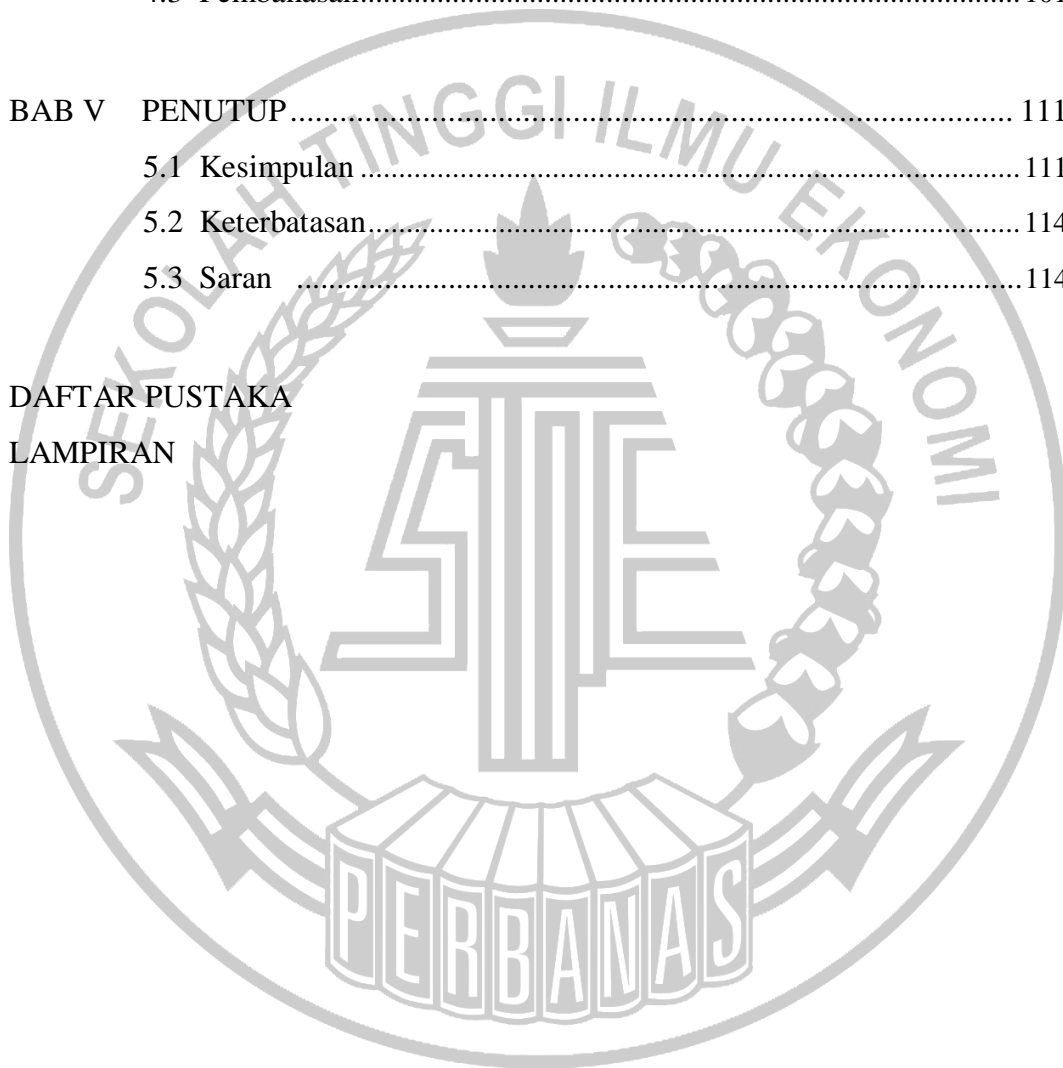 BAB V PENUTUP........................................................................................ 111
5.1 Kesimpulan ................................................................................ 111
5.2 Keterbatasan............................................................................... 114
5.3 Saran ........................................................................................ 114
DAFTAR PUSTAKA
LAMPIRAN
SEKOLAH TINGGI ILMU EKONOMI
STIE
PERBANAS